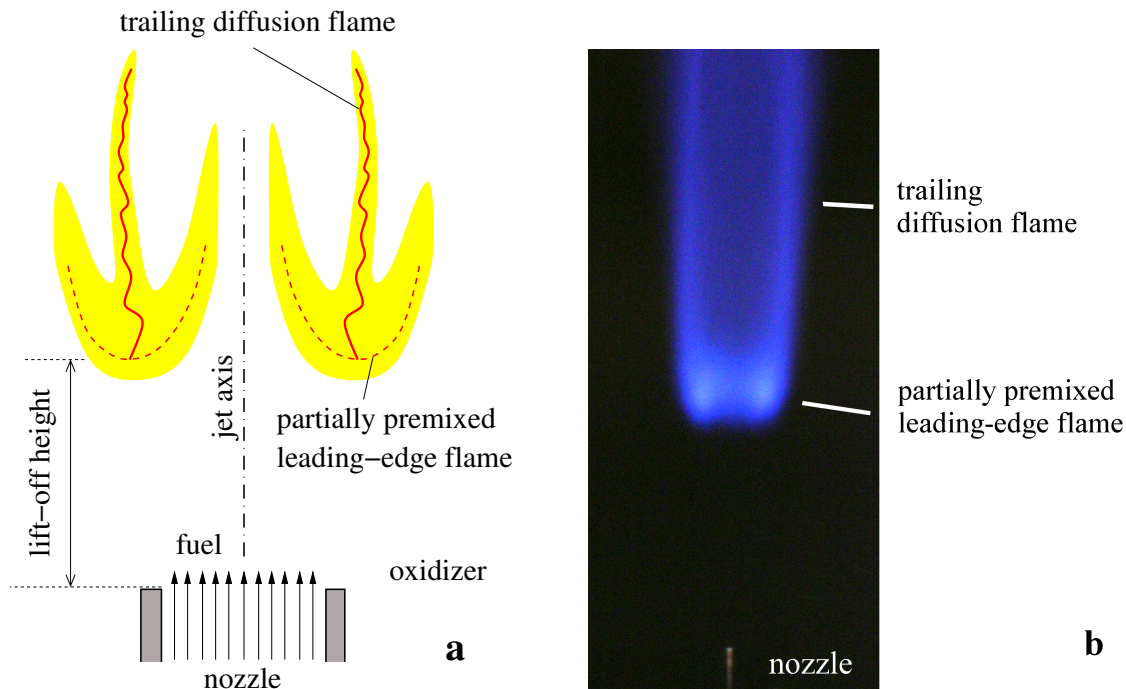 trailing diffusion flame
jet axis
partially premixed
leading−edge flame
lift−off height
fuel
oxidizer
nozzle
a
trailing
diffusion flame
partially premixed
leading-edge flame
nozzle
b